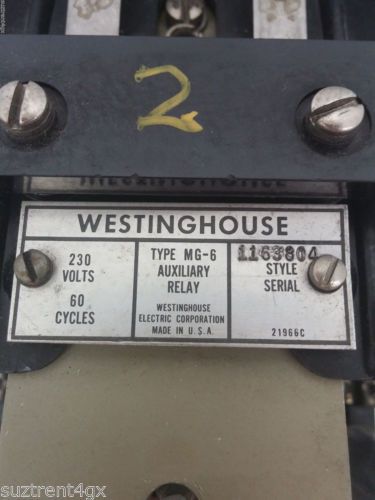 2
WESTINGHOUSE
230
VOLTS
60
CYCLES
TYPE MG-6
AUXILIARY
RELAY
WESTINGHOUSE
ELECTRIC CORPORATION
MADE IN U.S.A.
1163804
STYLE
SERIAL
21966C
suztrent4gx